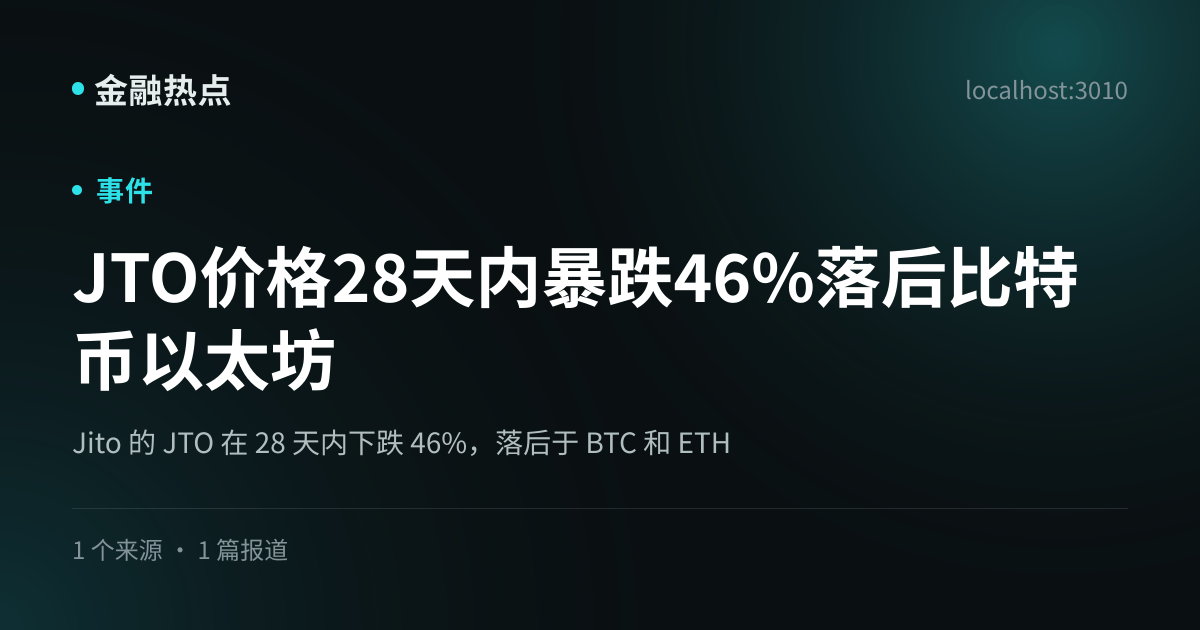 金融热点
localhost:3010
事件
JTO价格28天内暴跌46%落后比特
币以太坊
Jito 的 JTO 在 28 天内下跌 46%，落后于 BTC 和 ETH
1 个来源 · 1 篇报道